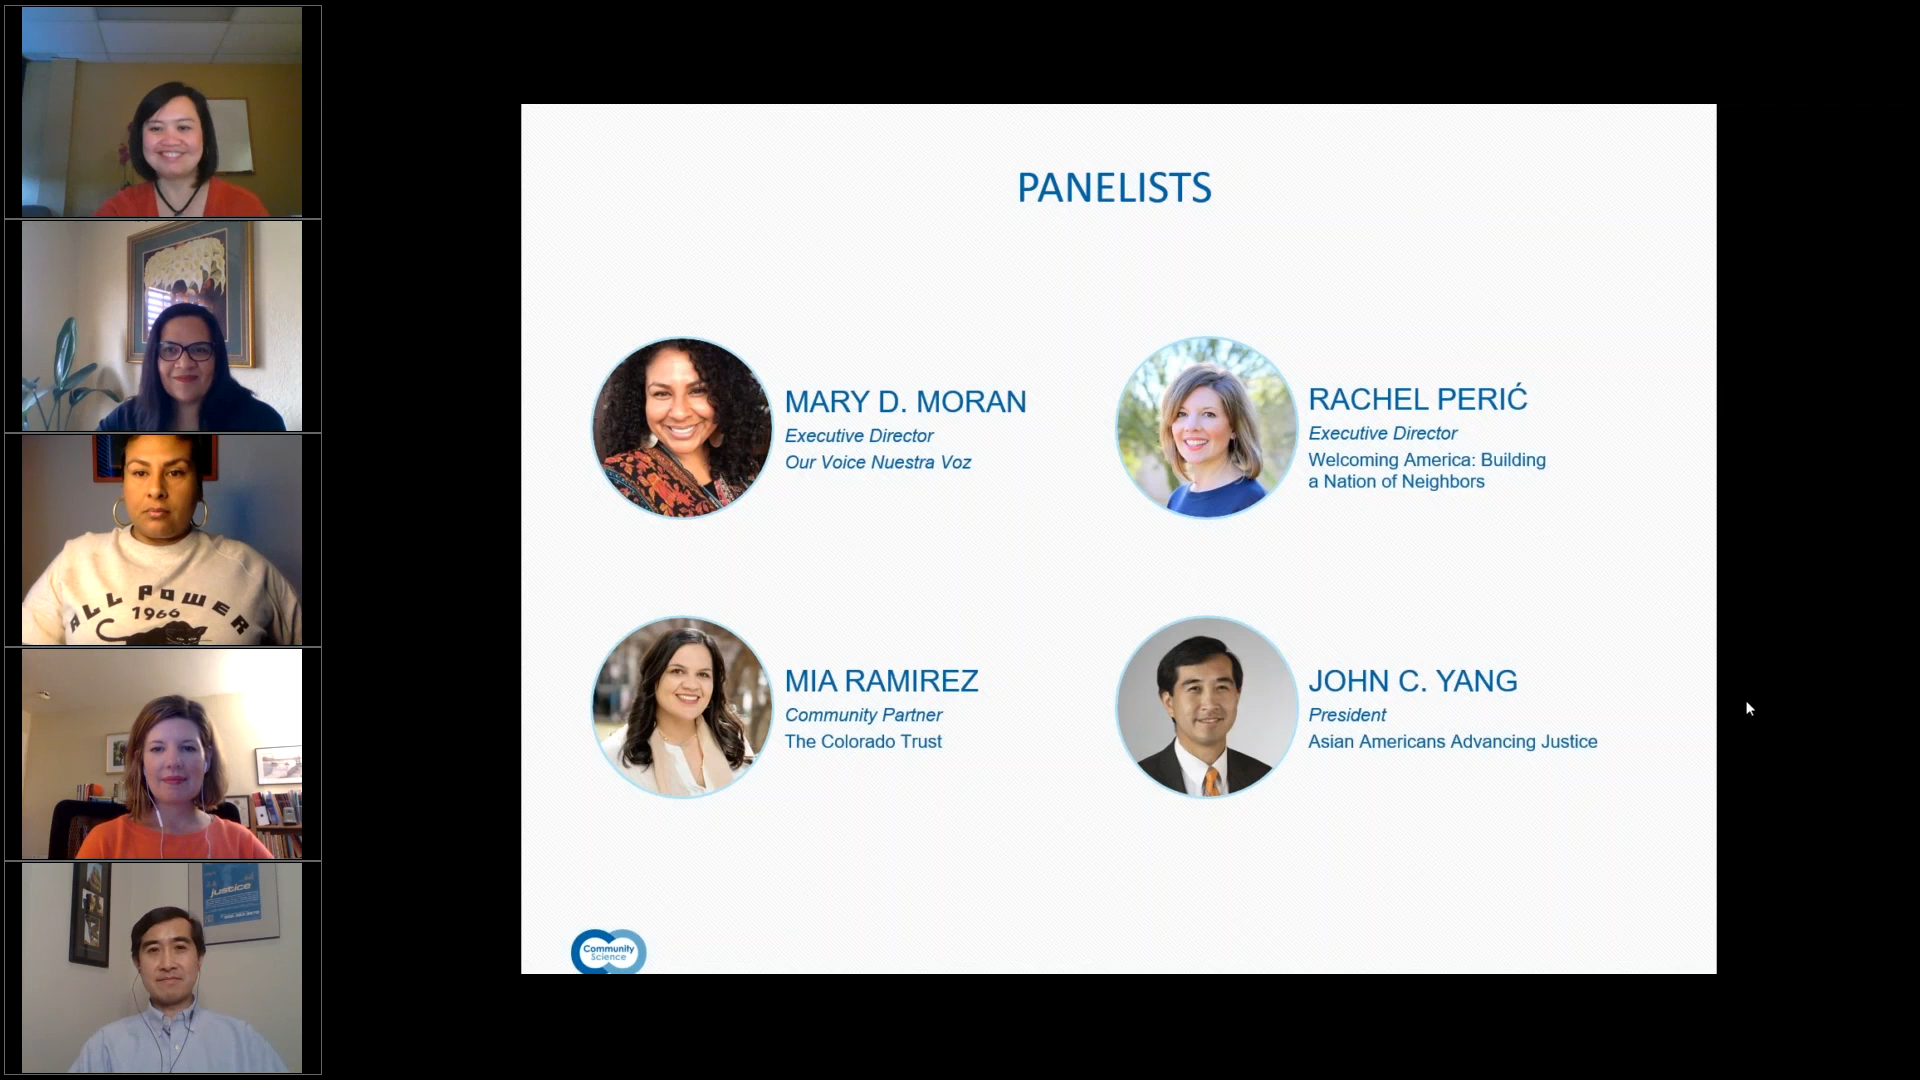 ALL POWER
1966
justice
PANELISTS
MARY D. MORAN
Executive Director
Our Voice Nuestra Voz
RACHEL PERIĆ
Executive Director
Welcoming America: Building
a Nation of Neighbors
MIA RAMIREZ
Community Partner
The Colorado Trust
JOHN C. YANG
President
Asian Americans Advancing Justice
Community
Science